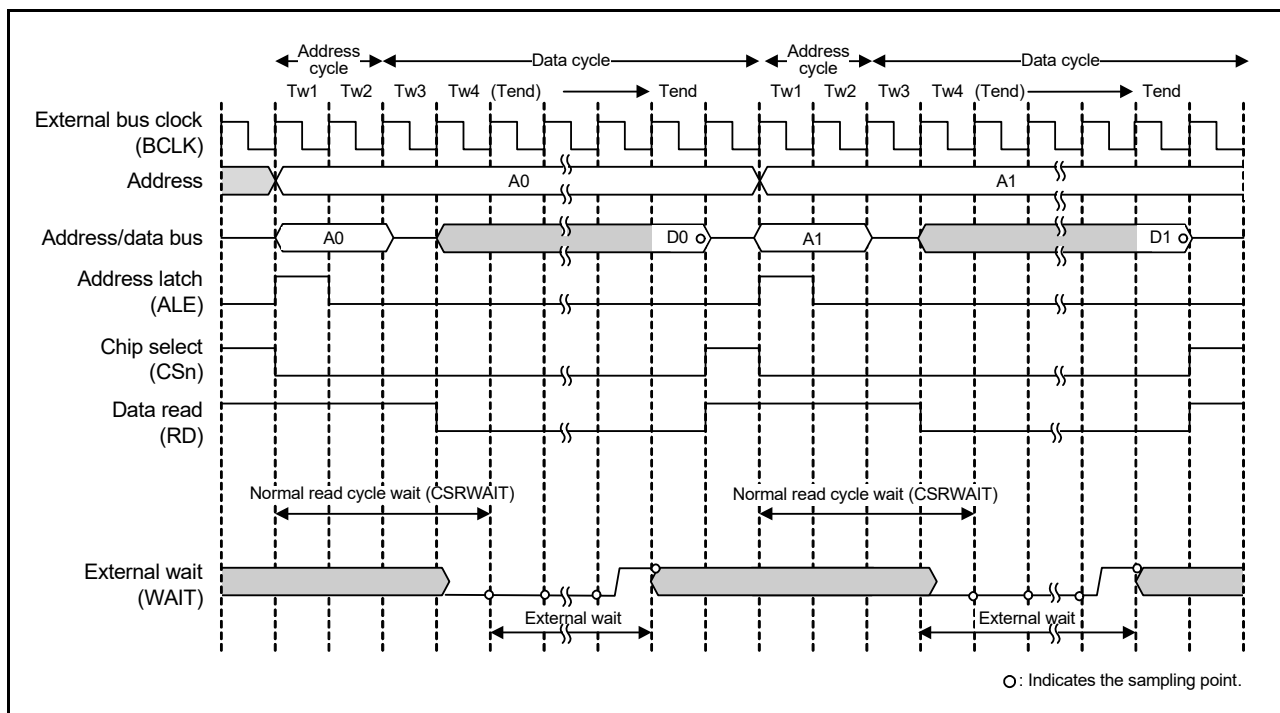 Address cycle Data cycle Address cycle Data cycle
Tw1 Tw2 Tw3 Tw4 (Tend) Tend Tw1 Tw2 Tw3 Tw4 (Tend) Tend
External bus clock
(BCLK)
Address A0 A1
Address/data bus A0 D0 A1 D1
Address latch
(ALE)
Chip select
(CSn)
Data read
(RD)
Normal read cycle wait (CSRWAIT) Normal read cycle wait (CSRWAIT)
External wait
(WAIT)
External wait External wait
: Indicates the sampling point.